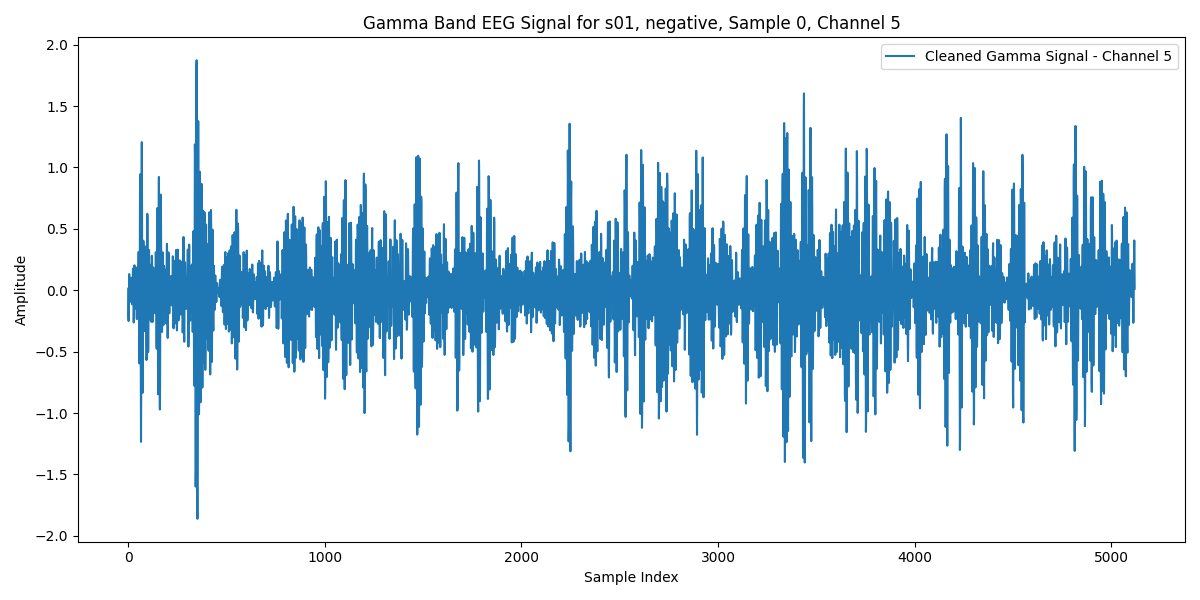 Gamma Band EEG Signal for s01, negative, Sample 0, Channel 5
Cleaned Gamma Signal - Channel 5
2.0
1.5
1.0
0.5
0.0
−0.5
−1.0
−1.5
−2.0
Amplitude
0 1000 2000 3000 4000 5000
Sample Index